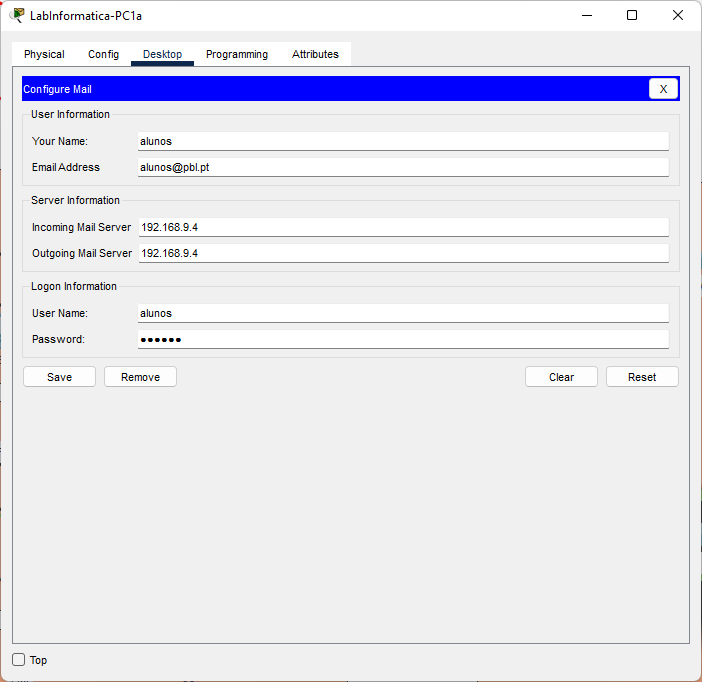 LabInformatica-PC1a
Physical Config Desktop Programming Attributes
Configure Mail X
User Information
Your Name: alunos
Email Address alunos@pbl.pt
Server Information
Incoming Mail Server 192.168.9.4
Outgoing Mail Server 192.168.9.4
Logon Information
User Name: alunos
Password: ●●●●●●
Save Remove Clear Reset
Top